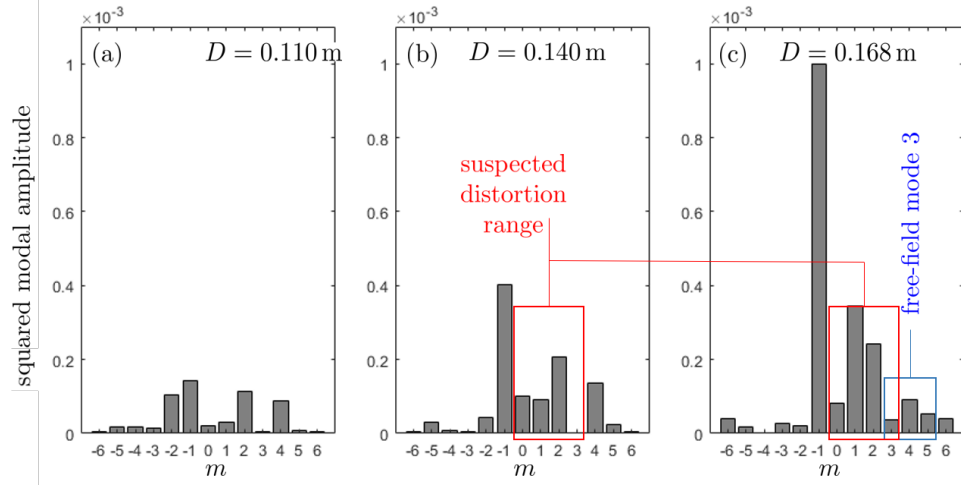 ×10⁻³
×10⁻³
×10⁻³
(a) D = 0.110 m
(b) D = 0.140 m
(c) D = 0.168 m
squared modal amplitude
1
0.8
0.6
0.4
0.2
0
-6 -5 -4 -3 -2 -1 0 1 2 3 4 5 6
m
1
0.8
0.6
0.4
0.2
0
suspected
distortion
range
-6 -5 -4 -3 -2 -1 0 1 2 3 4 5 6
m
1
0.8
0.6
0.4
0.2
0
free-field mode 3
-6 -5 -4 -3 -2 -1 0 1 2 3 4 5 6
m